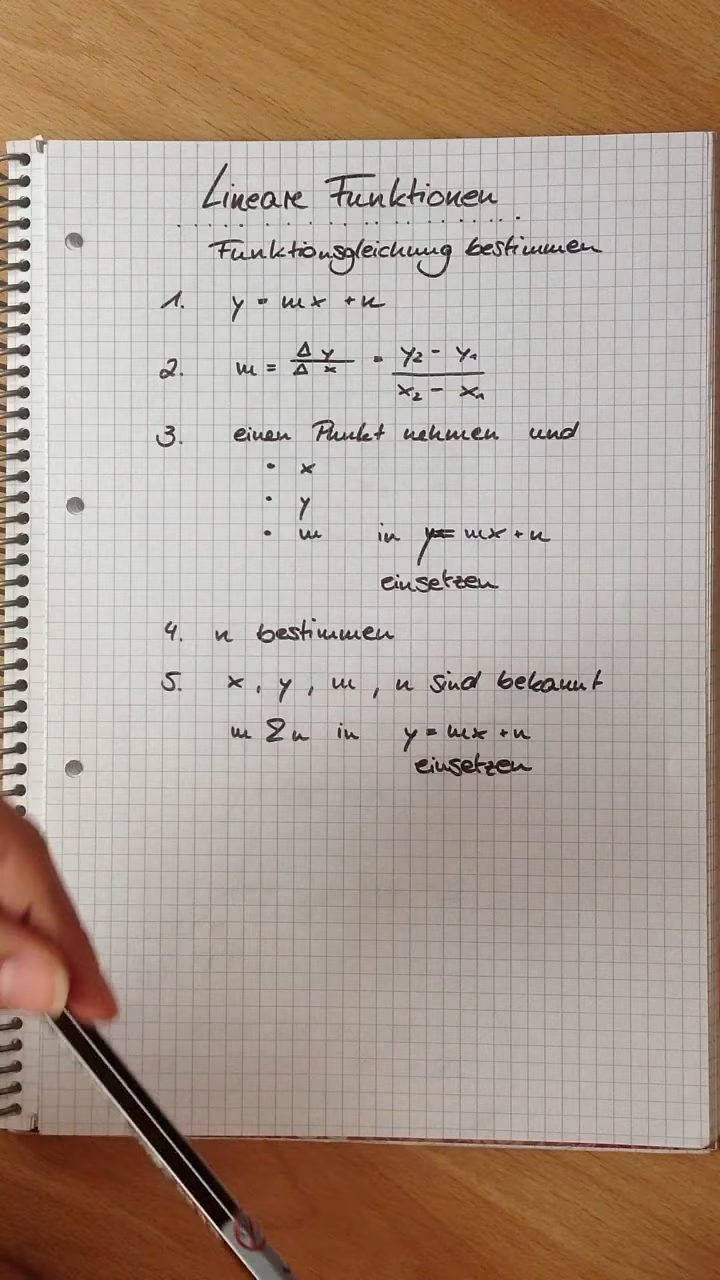 Lineare Funktionen
Funktionsgleichung bestimmen
1. y = mx + n
2. m = Δy / Δx = y₂ - y₁ / x₂ - x₁
3. einen Punkt nehmen und
• x
• y
• m in y = mx + n
einsetzen
4. n bestimmen
5. x, y, m, n sind bekannt
m & n in y = mx + n
einsetzen